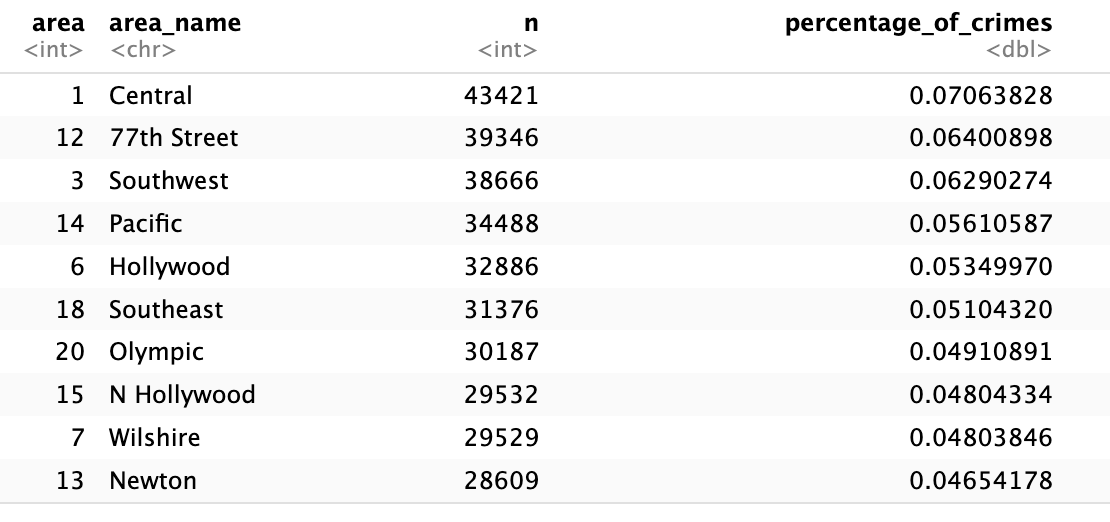 area area_name n percentage_of_crimes
<int> <chr> <int> <dbl>
1 Central 43421 0.07063828
12 77th Street 39346 0.06400898
3 Southwest 38666 0.06290274
14 Pacific 34488 0.05610587
6 Hollywood 32886 0.05349970
18 Southeast 31376 0.05104320
20 Olympic 30187 0.04910891
15 N Hollywood 29532 0.04804334
7 Wilshire 29529 0.04803846
13 Newton 28609 0.04654178